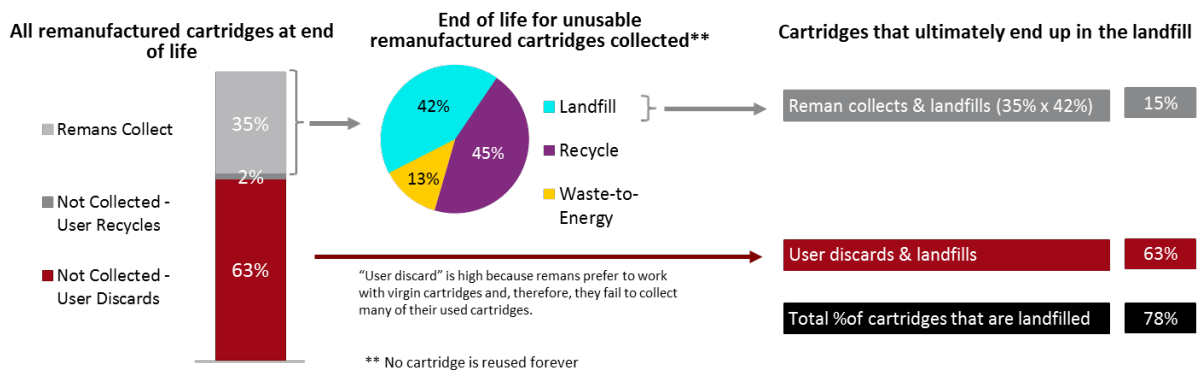 All remanufactured cartridges at end
of life
35%
2%
63%
Remans Collect
Not Collected -
User Recycles
Not Collected -
User Discards
End of life for unusable
remanufactured cartridges collected**
42%
45%
13%
Landfill
Recycle
Waste-to-
Energy
"User discard" is high because remans prefer to work
with virgin cartridges and, therefore, they fail to collect
many of their used cartridges.
** No cartridge is reused forever
Cartridges that ultimately end up in the landfill
Reman collects & landfills (35% x 42%) 15%
User discards & landfills 63%
Total %of cartridges that are landfilled 78%